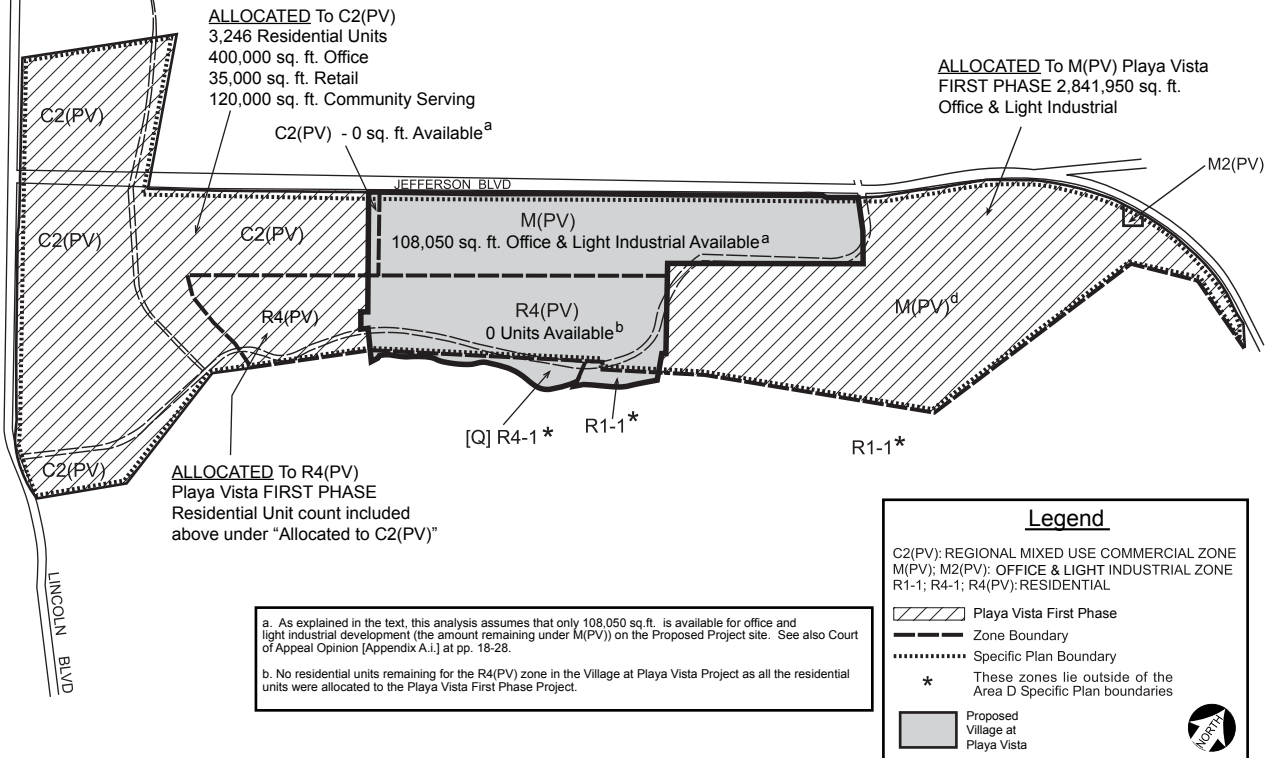 ALLOCATED To C2(PV)
3,246 Residential Units
400,000 sq. ft. Office
35,000 sq. ft. Retail
120,000 sq. ft. Community Serving
C2(PV) - 0 sq. ft. Available a
ALLOCATED To M(PV) Playa Vista
FIRST PHASE 2,841,950 sq. ft.
Office & Light Industrial
M2(PV)
C2(PV)
JEFFERSON BLVD
M(PV)
108,050 sq. ft. Office & Light Industrial Available a
C2(PV)
C2(PV)
R4(PV)
R4(PV)
0 Units Available b
M(PV) d
2
[Q] R4-1 *
R1-1 *
R1-1 *
C2(PV)
ALLOCATED To R4(PV)
Playa Vista FIRST PHASE
Residential Unit count included
above under “Allocated to C2(PV)”
LINCOLN BLVD
a. As explained in the text, this analysis assumes that only 108,050 sq.ft. is available for office and
light industrial development (the amount remaining under M(PV)) on the Proposed Project site. See also Court
of Appeal Opinion [Appendix A.i.] at pp. 18-28.
b. No residential units remaining for the R4(PV) zone in the Village at Playa Vista Project as all the residential
units were allocated to the Playa Vista First Phase Project.
Legend
C2(PV): REGIONAL MIXED USE COMMERCIAL ZONE
M(PV); M2(PV): OFFICE & LIGHT INDUSTRIAL ZONE
R1-1; R4-1; R4(PV): RESIDENTIAL
Playa Vista First Phase
Zone Boundary
Specific Plan Boundary
* These zones lie outside of the
Area D Specific Plan boundaries
Proposed
Village at
Playa Vista
NORTH